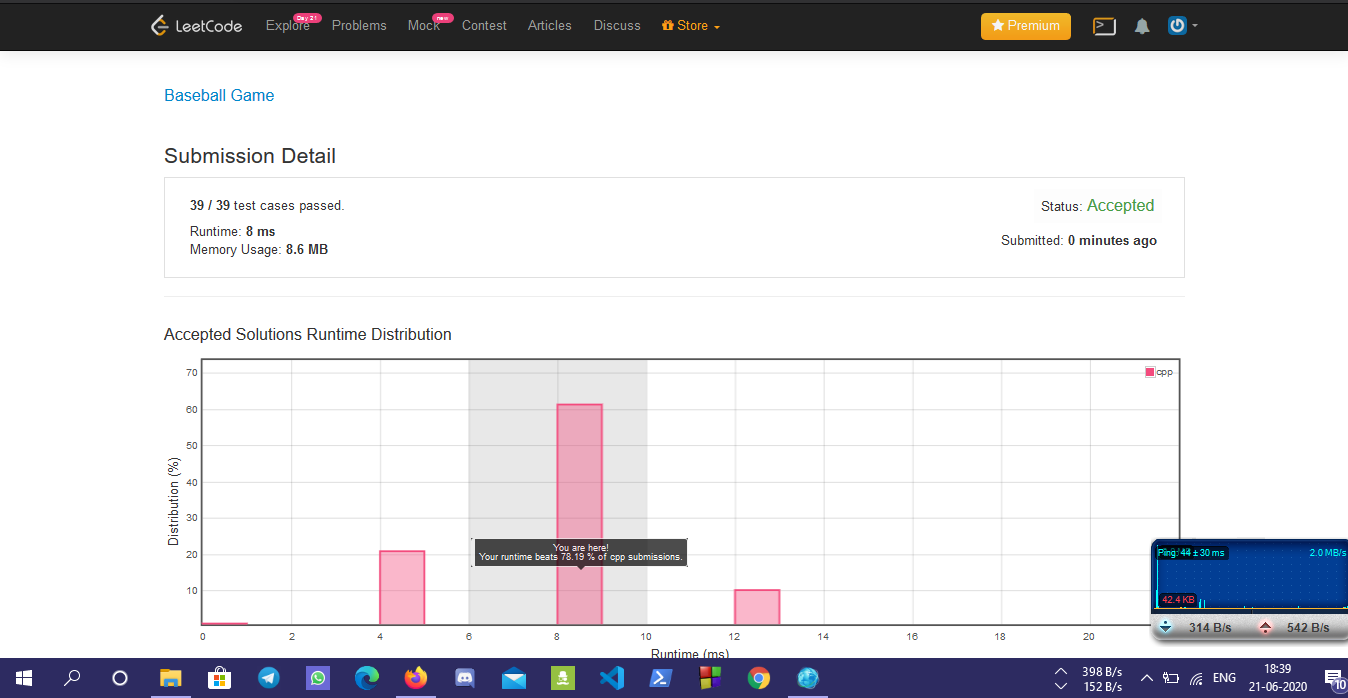 LeetCode Explore Day 21 Problems Mock new Contest Articles Discuss Store Premium
Baseball Game
Submission Detail
39 / 39 test cases passed.
Status: Accepted
Runtime: 8 ms
Memory Usage: 8.6 MB
Submitted: 0 minutes ago
Accepted Solutions Runtime Distribution
cpp
70
60
50
40
30
20
10
Distribution (%)
You are here!
Your runtime beats 78.19 % of cpp submissions.
0 2 4 6 8 10 12 14 16 18 20
Runtime (ms)
Ping: 44 ± 30 ms 2.0 MB/s
42.4 KB
314 B/s 542 B/s
398 B/s
152 B/s
ENG
18:39
21-06-2020
10